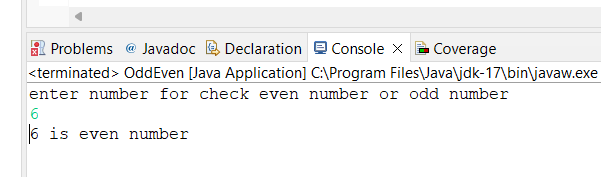 Problems @ Javadoc Declaration Console Coverage
<terminated> OddEven [Java Application] C:\Program Files\Java\jdk-17\bin\javaw.exe
enter number for check even number or odd number
6
6 is even number